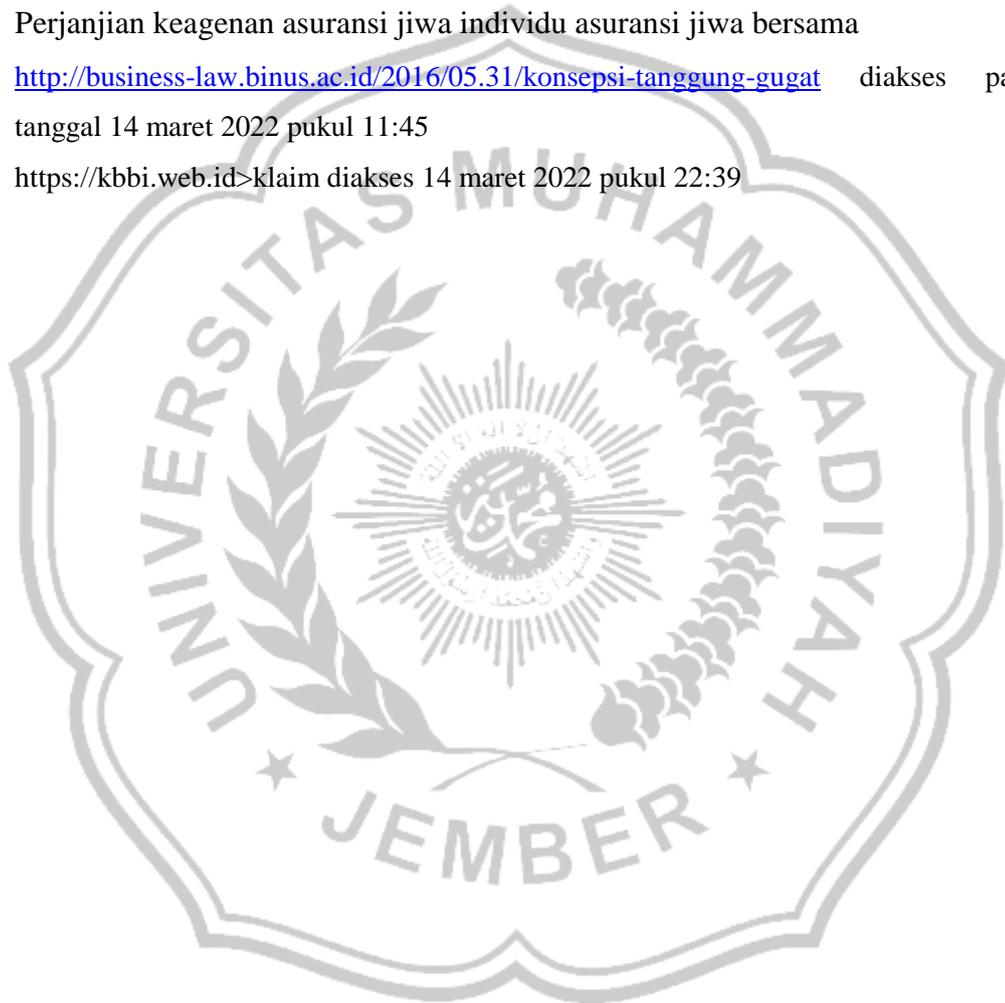 Perjanjian keagenan asuransi jiwa individu asuransi jiwa bersama
http://business-law.binus.ac.id/2016/05.31/konsepsi-tanggung-gugat diakses pa
tanggal 14 maret 2022 pukul 11:45
https://kbbi.web.id>klaim diakses 14 maret 2022 pukul 22:39
UNIVERSITAS MUHAMMADIYAH
JEMBER